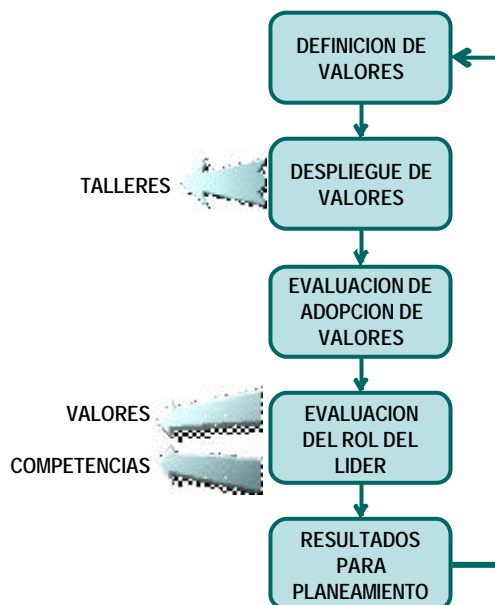 DEFINICION DE
VALORES
TALLERES
DESPLIEGUE DE
VALORES
EVALUACION DE
ADOPCION DE
VALORES
VALORES
COMPETENCIAS
EVALUACION
DEL ROL DEL
LIDER
RESULTADOS
PARA
PLANEAMIENTO